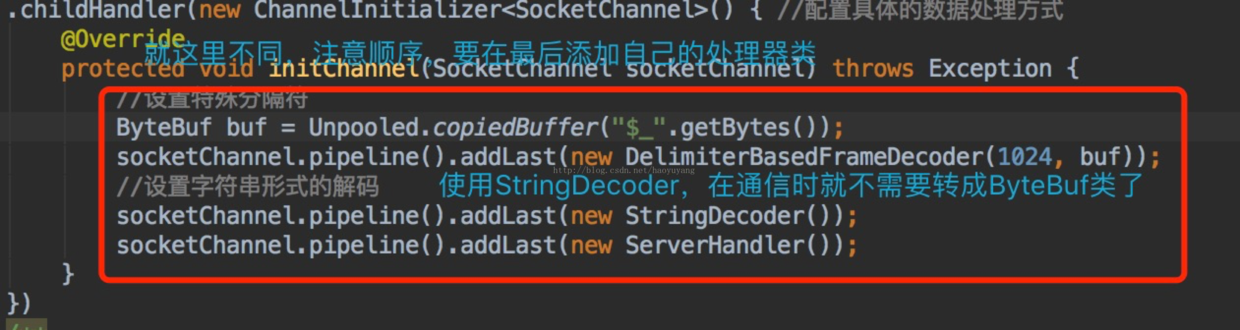 .childHandler(new ChannelInitializer<SocketChannel>() { //配置具体的数据处理方式
@Override
就这里不同，注意顺序，要在最后添加自己的处理器类
protected void initChannel(SocketChannel socketChannel) throws Exception {
//设置特殊分隔符
ByteBuf buf = Unpooled.copiedBuffer("$_".getBytes());
socketChannel.pipeline().addLast(new DelimiterBasedFrameDecoder(1024, buf));
http://blog.csdn.net/haoyuyang
//设置字符串形式的解码 使用StringDecoder，在通信时就不需要转成ByteBuf类了
socketChannel.pipeline().addLast(new StringDecoder());
socketChannel.pipeline().addLast(new ServerHandler());
}
})